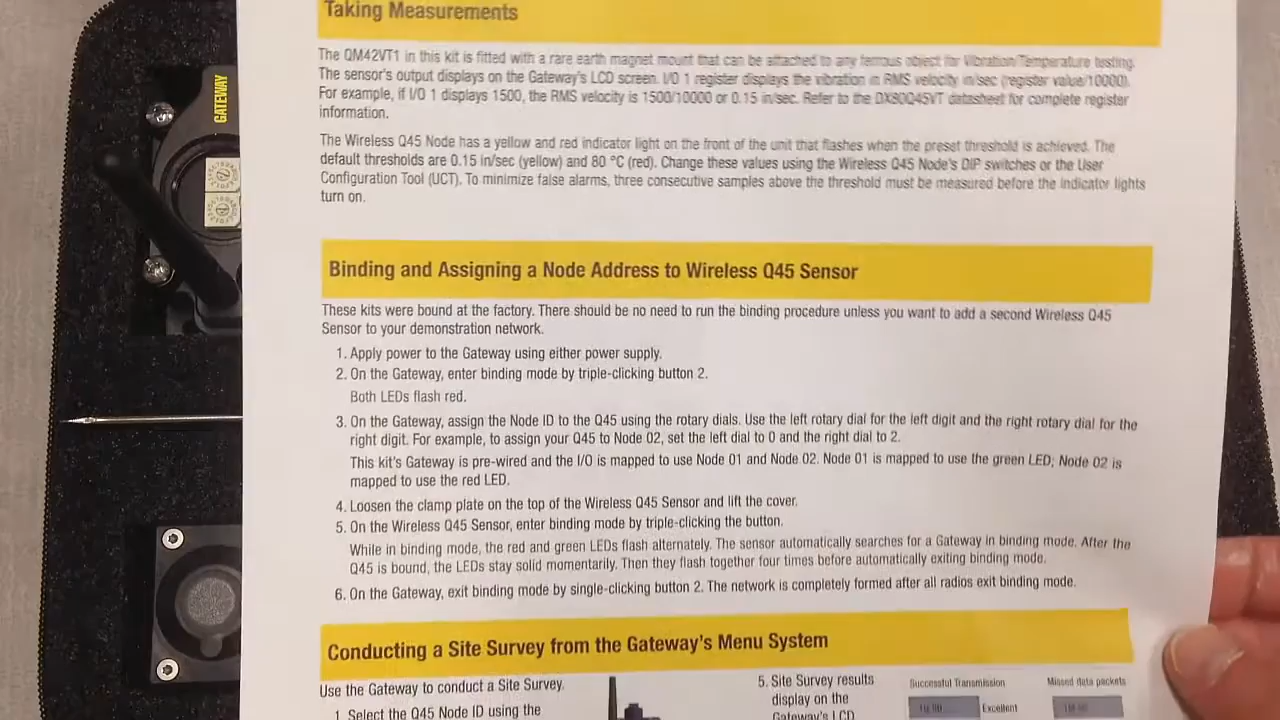 Taking Measurements
The QM42VT1 in this kit is fitted with a rare earth magnet mount that can be attached to any ferrous object for Vibration/Temperature testing.
The sensor's output displays on the Gateway's LCD screen. I/O 1 register displays the vibration in RMS velocity in/sec (register value/10000).
For example, if I/O 1 displays 1500, the RMS velocity is 1500/10000 or 0.15 in/sec. Refer to the DX80Q45VT datasheet for complete register
information.
The Wireless Q45 Node has a yellow and red indicator light on the front of the unit that flashes when the preset threshold is achieved. The
default thresholds are 0.15 in/sec (yellow) and 80 °C (red). Change these values using the Wireless Q45 Node's DIP switches or the User
Configuration Tool (UCT). To minimize false alarms, three consecutive samples above the threshold must be measured before the indicator lights
turn on.
GATEWAY
Binding and Assigning a Node Address to Wireless Q45 Sensor
These kits were bound at the factory. There should be no need to run the binding procedure unless you want to add a second Wireless Q45
Sensor to your demonstration network.
1. Apply power to the Gateway using either power supply.
2. On the Gateway, enter binding mode by triple-clicking button 2.
Both LEDs flash red.
3. On the Gateway, assign the Node ID to the Q45 using the rotary dials. Use the left rotary dial for the left digit and the right rotary dial for the
right digit. For example, to assign your Q45 to Node 02, set the left dial to 0 and the right dial to 2.
This kit's Gateway is pre-wired and the I/O is mapped to use Node 01 and Node 02. Node 01 is mapped to use the green LED; Node 02 is
mapped to use the red LED.
4. Loosen the clamp plate on the top of the Wireless Q45 Sensor and lift the cover.
5. On the Wireless Q45 Sensor, enter binding mode by triple-clicking the button.
While in binding mode, the red and green LEDs flash alternately. The sensor automatically searches for a Gateway in binding mode. After the
Q45 is bound, the LEDs stay solid momentarily. Then they flash together four times before automatically exiting binding mode.
6. On the Gateway, exit binding mode by single-clicking button 2. The network is completely formed after all radios exit binding mode.
Conducting a Site Survey from the Gateway's Menu System
Use the Gateway to conduct a Site Survey.
1. Select the Q45 Node ID using the
5. Site Survey results
display on the
Gateway's LCD
Successful Transmission
Missed data packets
Excellent